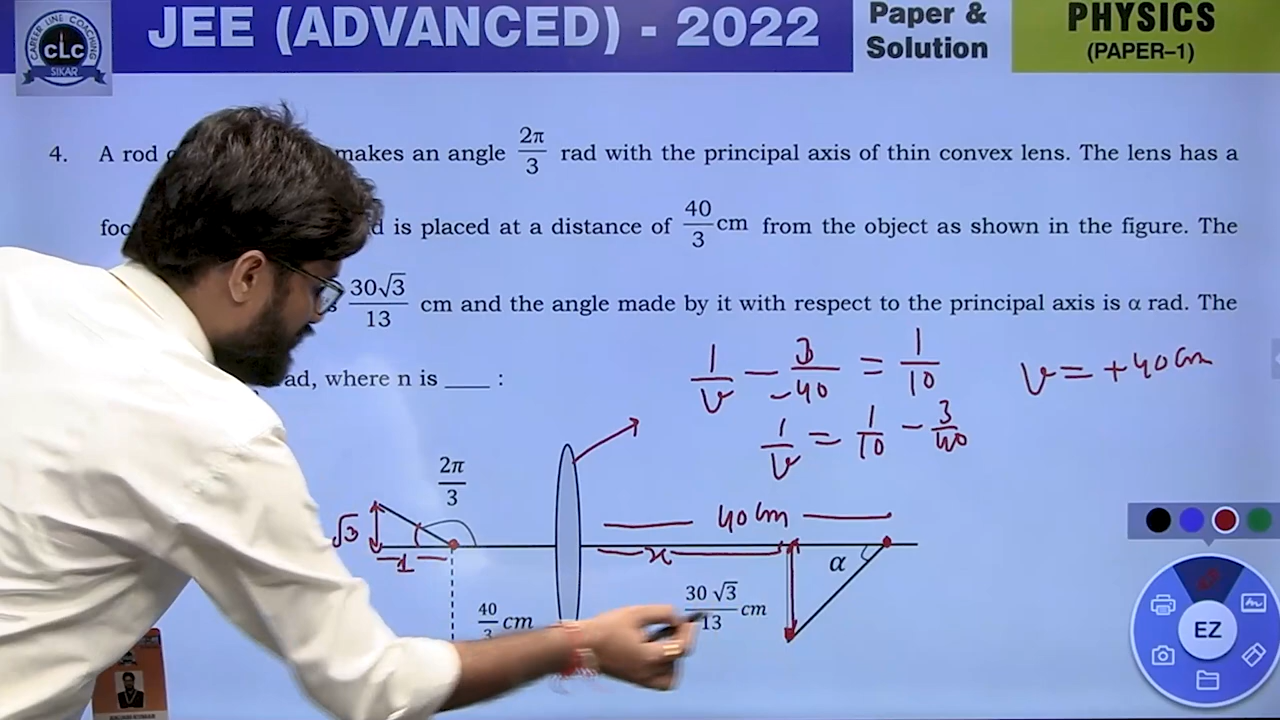 CAREER LINE COACHING
CLC
SIKAR
JEE (ADVANCED) - 2022
Paper &
Solution
PHYSICS
(PAPER–1)
4. A rod makes an angle 2π/3 rad with the principal axis of thin convex lens. The lens has a
is placed at a distance of 40/3 cm from the object as shown in the figure. The
30√3/13 cm and the angle made by it with respect to the principal axis is α rad. The
ad, where n is ____ :
1/v - 3/-40 = 1/10
v = +40cm
1/v = 1/10 - 3/40
2π/3
√3
1
40 cm
x
α
40/3 cm
30√3/13 cm
EZ